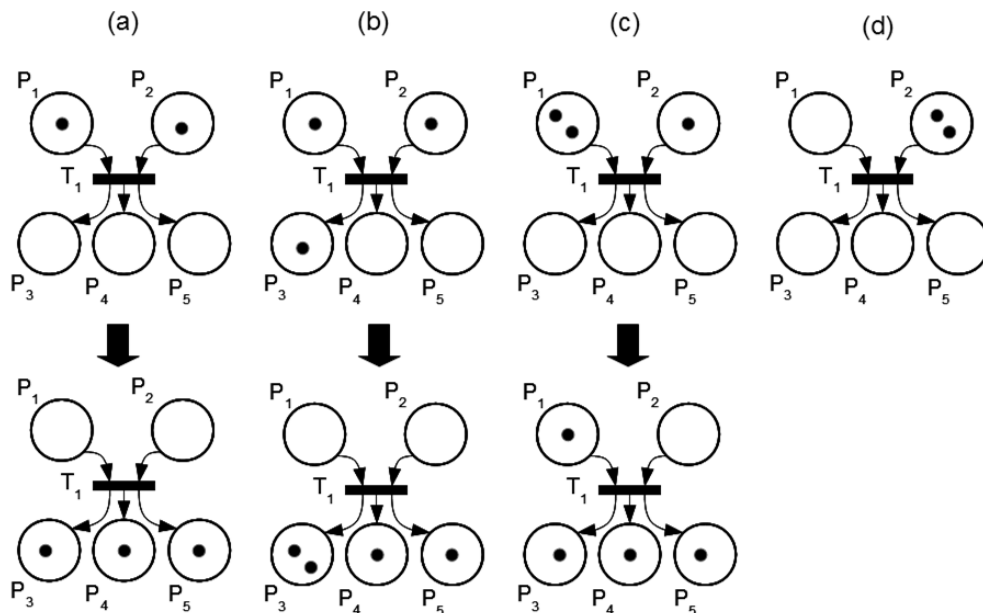 (a) (b) (c) (d)
P1 P2 P1 P2 P1 P2 P1 P2
T1 T1 T1 T1
P3 P4 P5 P3 P4 P5 P3 P4 P5 P3 P4 P5
P1 P2 P1 P2 P1 P2
T1 T1 T1
P3 P4 P5 P3 P4 P5 P3 P4 P5